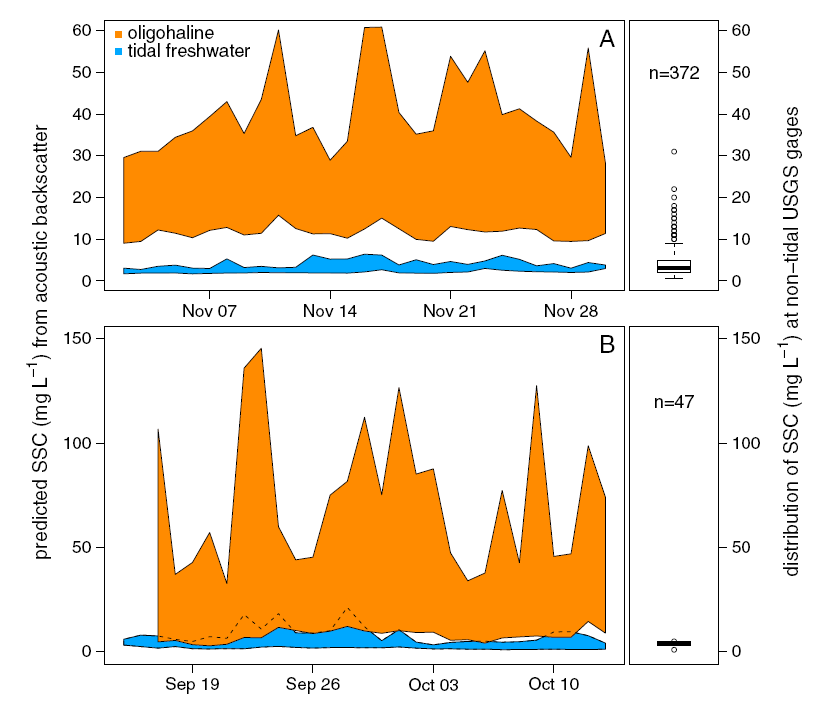 oligohaline
tidal freshwater
A
60
50
40
30
20
10
0
Nov 07
Nov 14
Nov 21
Nov 28
n=372
60
50
40
30
20
10
0
B
150
100
50
0
Sep 19
Sep 26
Oct 03
Oct 10
n=47
150
100
50
0
predicted SSC (mg L⁻¹) from acoustic backscatter
distribution of SSC (mg L⁻¹) at non−tidal USGS gages